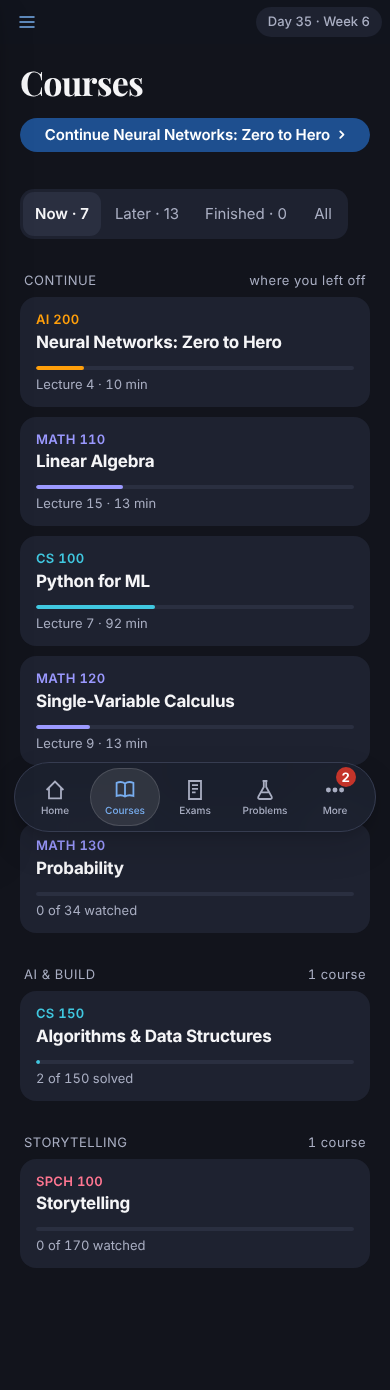 Day 35 · Week 6
Courses
Continue Neural Networks: Zero to Hero ›
Now · 7 Later · 13 Finished · 0 All
CONTINUE where you left off
AI 200
Neural Networks: Zero to Hero
Lecture 4 · 10 min
MATH 110
Linear Algebra
Lecture 15 · 13 min
CS 100
Python for ML
Lecture 7 · 92 min
MATH 120
Single-Variable Calculus
Lecture 9 · 13 min
2
Home Courses Exams Problems More
MATH 130
Probability
0 of 34 watched
AI & BUILD 1 course
CS 150
Algorithms & Data Structures
2 of 150 solved
STORYTELLING 1 course
SPCH 100
Storytelling
0 of 170 watched